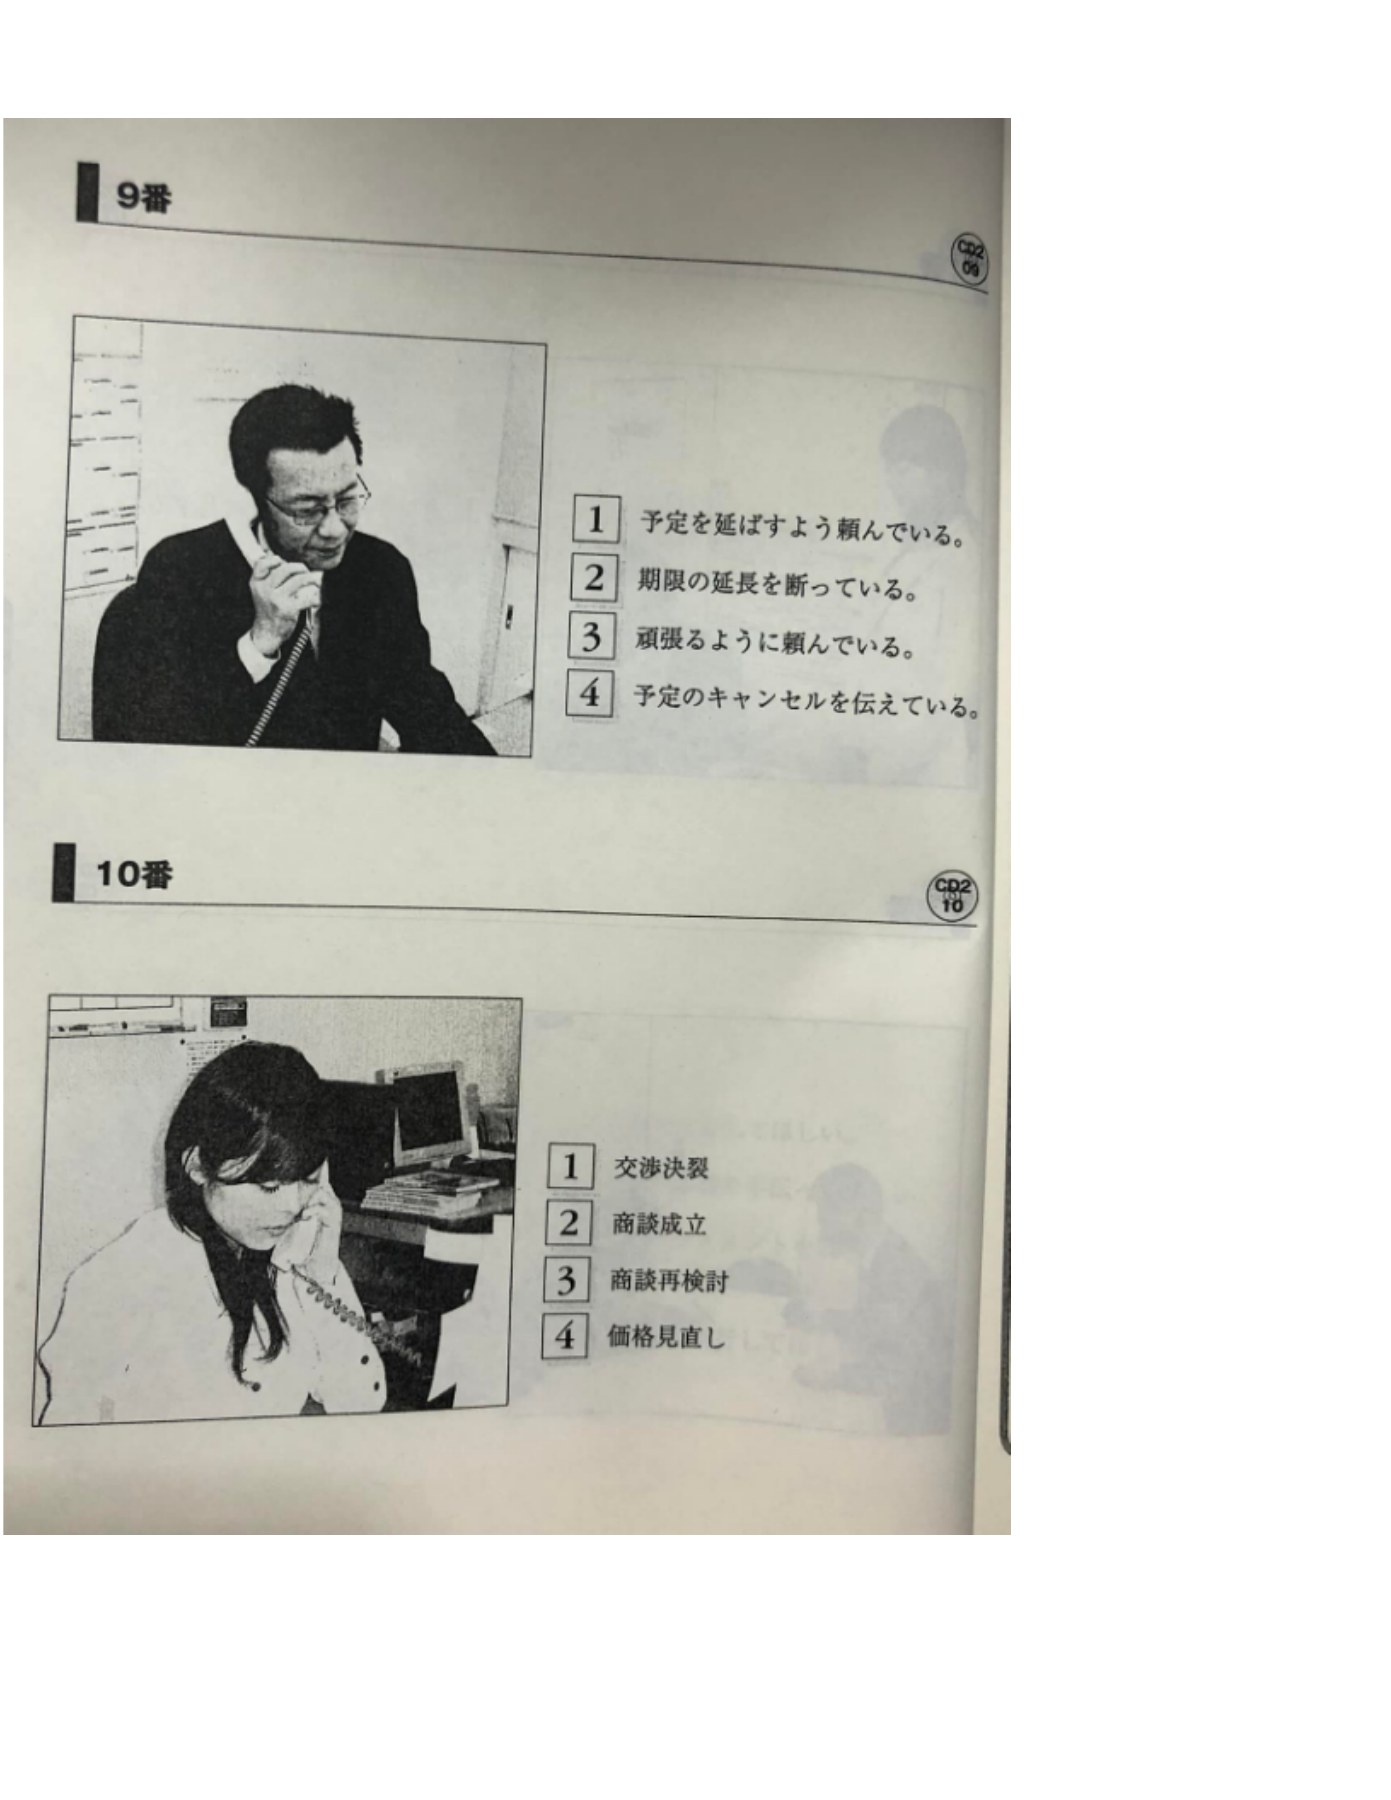 9番
CD2
09
1 予定を延ばすよう頼んでいる。
2 期限の延長を断っている。
3 頑張るように頼んでいる。
4 予定のキャンセルを伝えている。
10番
CD2
10
1 交渉決裂
2 商談成立
3 商談再検討
4 価格見直し